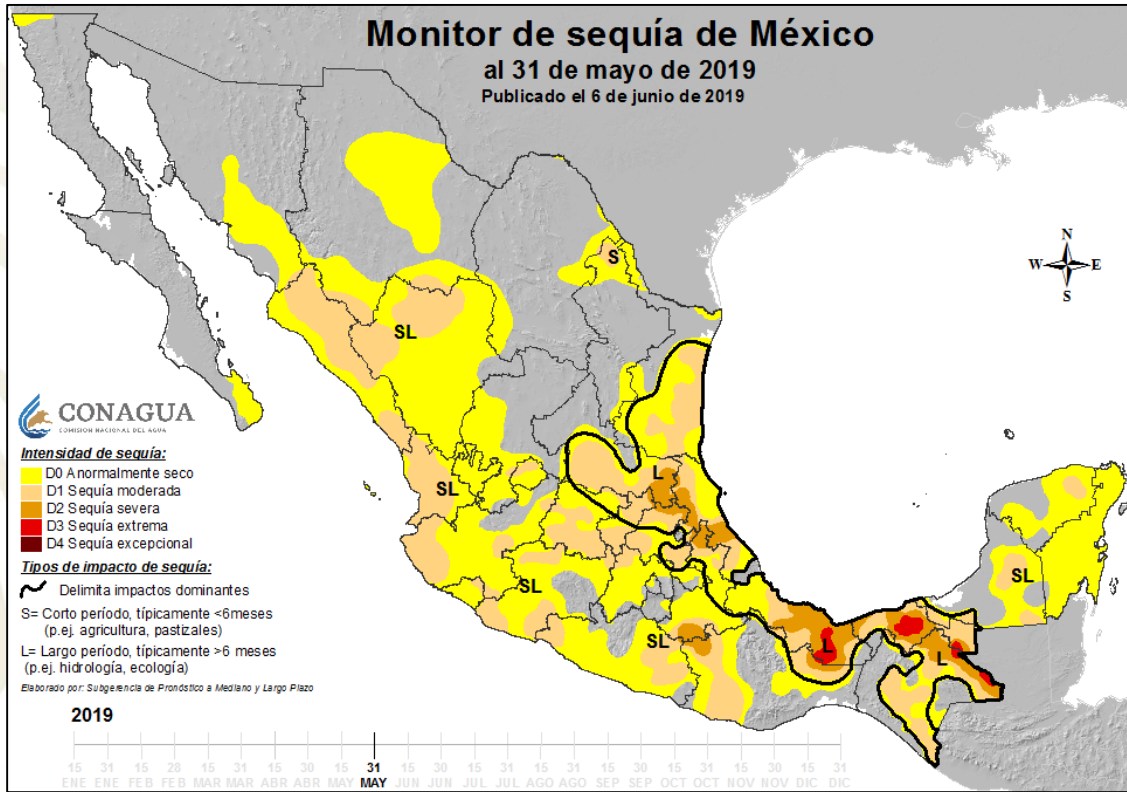 Monitor de sequía de México
al 31 de mayo de 2019
Publicado el 6 de junio de 2019
N
W E
S
S
SL
L
SL
SL
SL
SL
L
L
CONAGUA
COMISIÓN NACIONAL DEL AGUA
Intensidad de sequía:
D0 Anormalmente seco
D1 Sequía moderada
D2 Sequía severa
D3 Sequía extrema
D4 Sequía excepcional
Tipos de impacto de sequía:
Delimita impactos dominantes
S= Corto período, típicamente <6meses
(p.ej. agricultura, pastizales)
L= Largo período, típicamente >6 meses
(p.ej. hidrología, ecología)
Elaborado por: Subgerencia de Pronóstico a Mediano y Largo Plazo
2019
15 31 15 28 15 31 15 30 15 31 15 30 15 31 15 31 15 30 15 31 15 30 15 31
ENE ENE FEB FEB MAR MAR ABR ABR MAY MAY JUN JUN JUL JUL AGO AGO SEP SEP OCT OCT NOV NOV DIC DIC